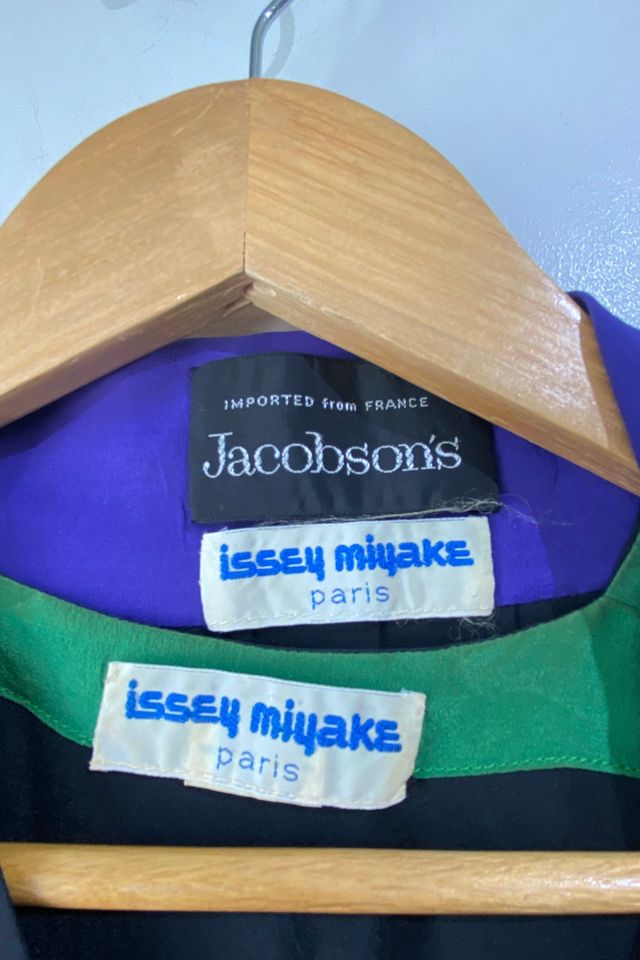 IMPORTED from FRANCE
Jacobson's
issey miyake
paris
issey miyake
paris